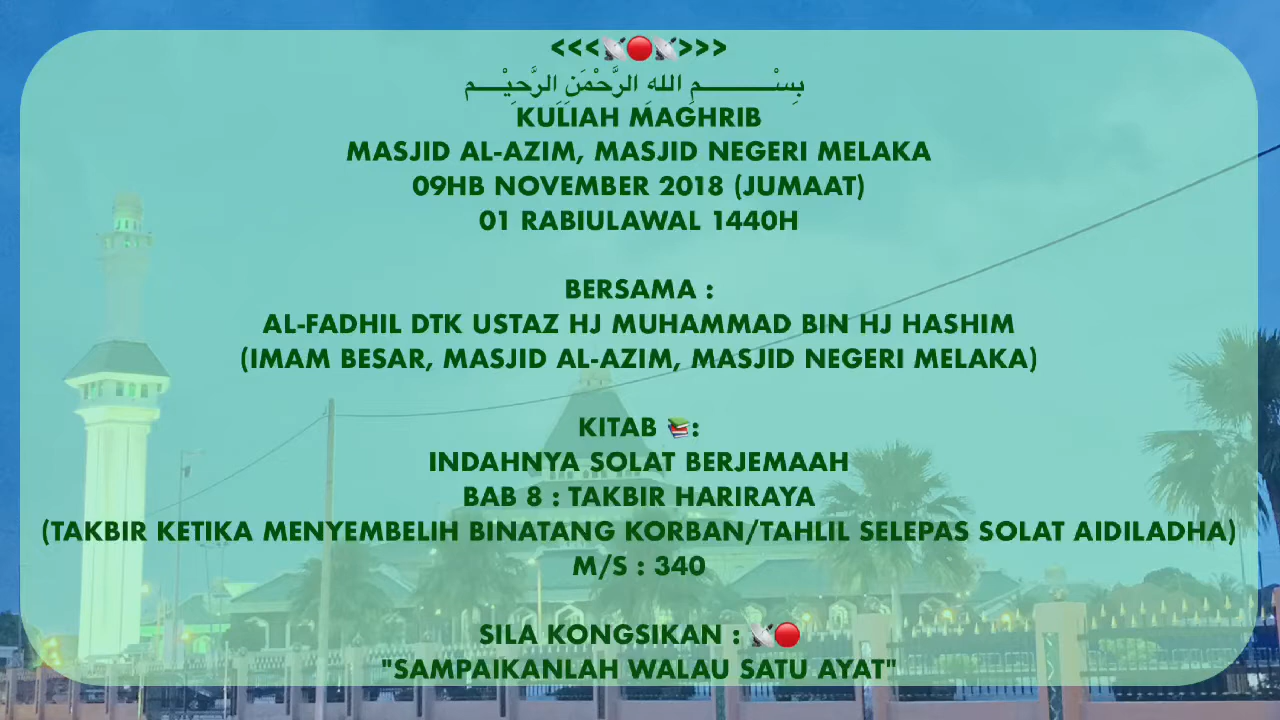 <<<📡🔴📡>>>
بِسْــــــــــــــمِ اللهِ الرَّحْمَنِ الرَّحِيْـــــم
KULIAH MAGHRIB
MASJID AL-AZIM, MASJID NEGERI MELAKA
09HB NOVEMBER 2018 (JUMAAT)
01 RABIULAWAL 1440H
BERSAMA :
AL-FADHIL DTK USTAZ HJ MUHAMMAD BIN HJ HASHIM
(IMAM BESAR, MASJID AL-AZIM, MASJID NEGERI MELAKA)
KITAB 📚:
INDAHNYA SOLAT BERJEMAAH
BAB 8 : TAKBIR HARIRAYA
(TAKBIR KETIKA MENYEMBELIH BINATANG KORBAN/TAHLIL SELEPAS SOLAT AIDILADHA)
M/S : 340
SILA KONGSIKAN : 📡🔴
"SAMPAIKANLAH WALAU SATU AYAT"